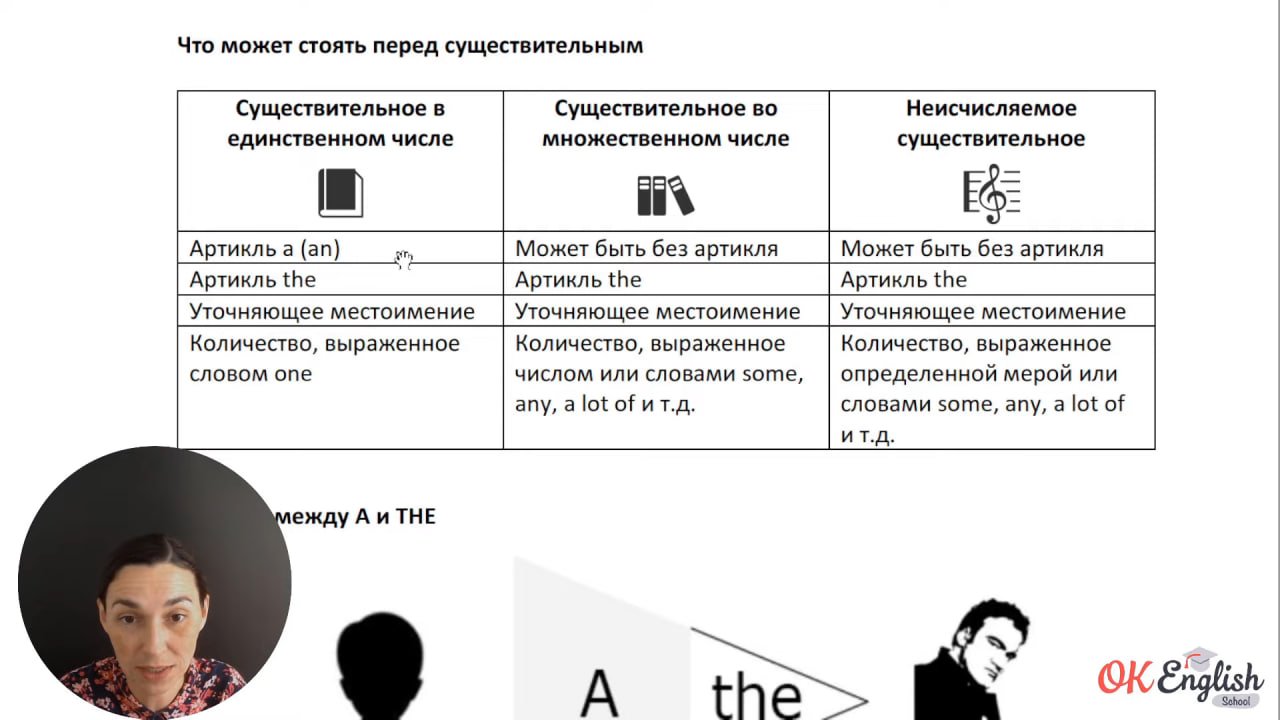 Что может стоять перед существительным
Существительное в
единственном числе
Существительное во
множественном числе
Неисчисляемое
существительное
Артикль a (an)
Может быть без артикля
Может быть без артикля
Артикль the
Артикль the
Артикль the
Уточняющее местоимение
Уточняющее местоимение
Уточняющее местоимение
Количество, выраженное
словом one
Количество, выраженное
числом или словами some,
any, a lot of и т.д.
Количество, выраженное
определенной мерой или
словами some, any, a lot of
и т.д.
между A и THE
A
the
OK English
School